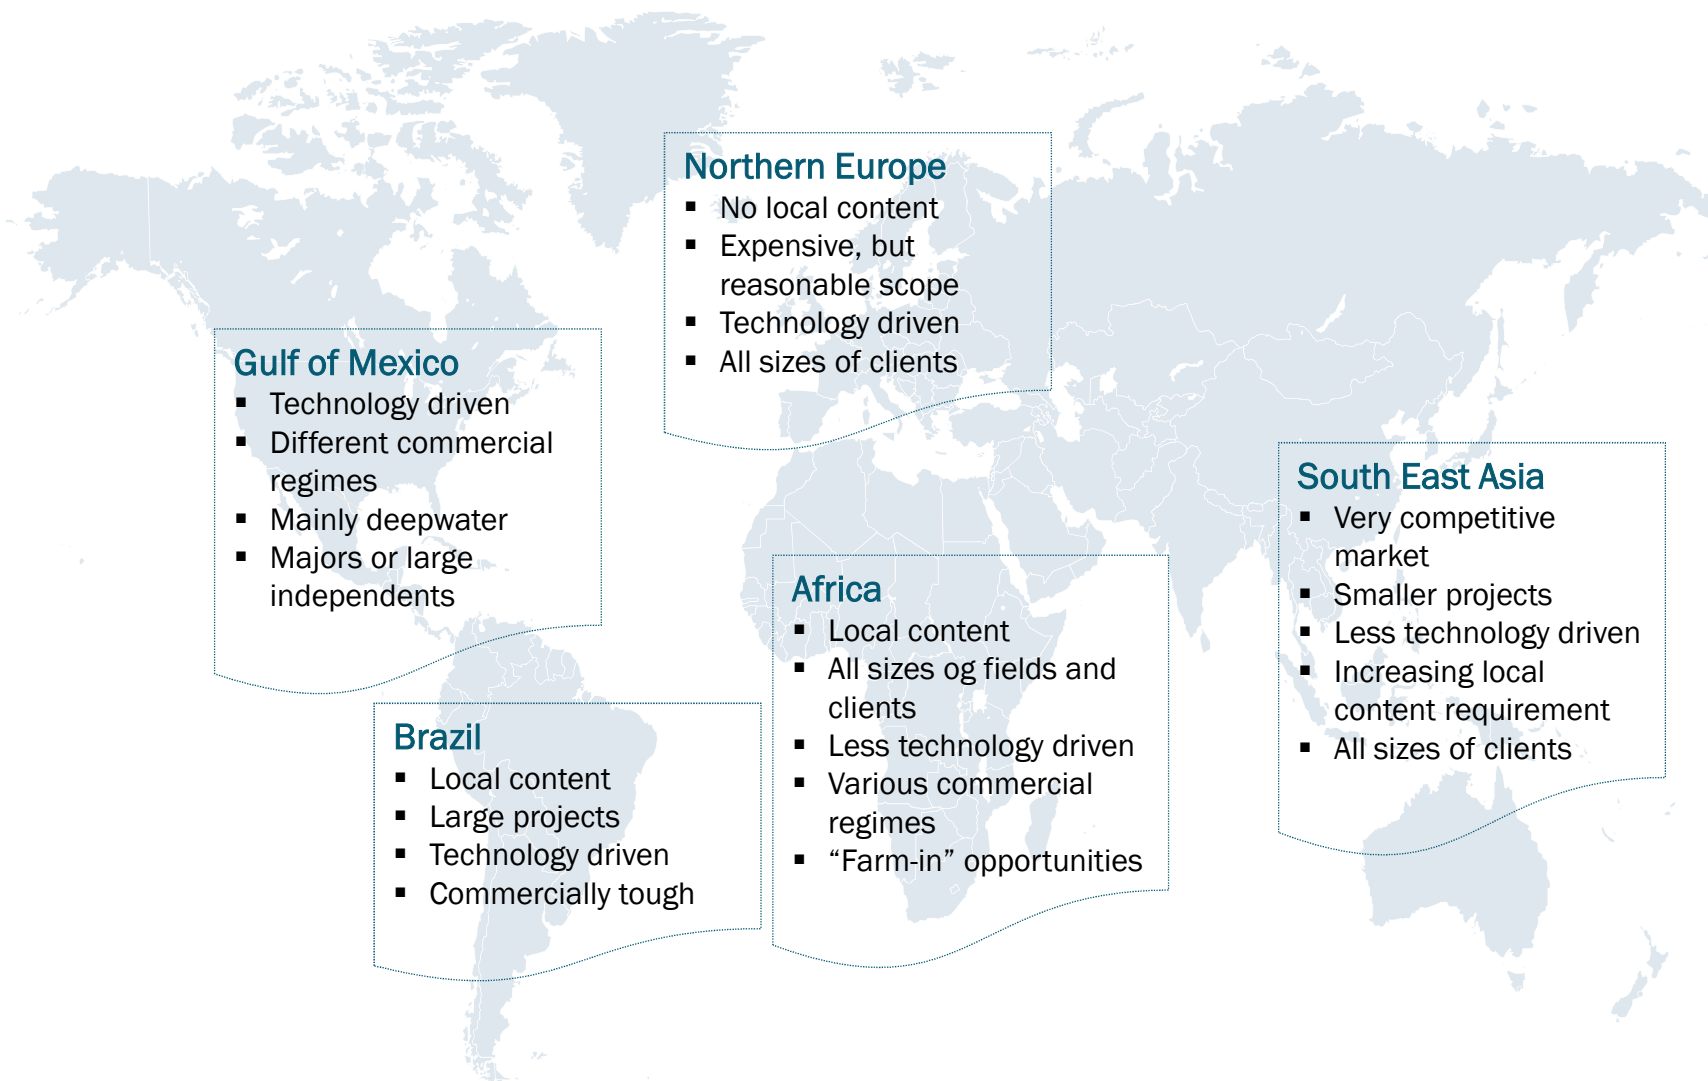 Northern Europe
▪ No local content
▪ Expensive, but
reasonable scope
▪ Technology driven
▪ All sizes of clients
Gulf of Mexico
▪ Technology driven
▪ Different commercial
regimes
▪ Mainly deepwater
▪ Majors or large
independents
South East Asia
▪ Very competitive
market
▪ Smaller projects
▪ Less technology driven
▪ Increasing local
content requirement
▪ All sizes of clients
Africa
▪ Local content
▪ All sizes og fields and
clients
▪ Less technology driven
▪ Various commercial
regimes
▪ “Farm-in” opportunities
Brazil
▪ Local content
▪ Large projects
▪ Technology driven
▪ Commercially tough